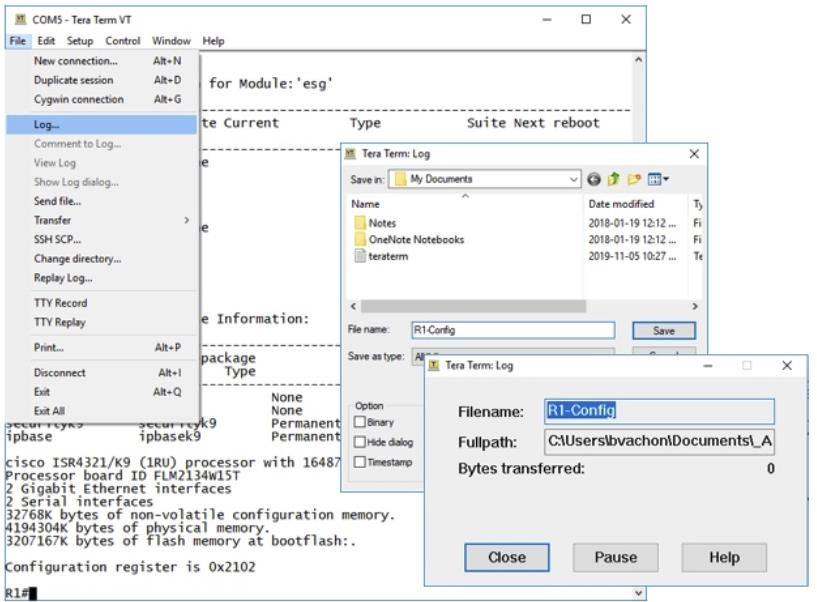 COM5 - Tera Term VT
File Edit Setup Control Window Help
New connection... Alt+N
Duplicate session Alt+D
Cygwin connection Alt+G
Log...
Comment to Log...
View Log
Show Log dialog...
Send file...
Transfer
SSH SCP...
Change directory...
Replay Log...
TTY Record
TTY Replay
Print... Alt+P
Disconnect Alt+I
Exit Alt+Q
Exit All
for Module:'esg'
te Current Type Suite Next reboot
e
e
e Information:
package
Type
None
None
securityk9 securityk9 Permanent
ipbase ipbasek9 Permanent
cisco ISR4321/K9 (1RU) processor with 16487
Processor board ID FLM2134W15T
2 Gigabit Ethernet interfaces
2 Serial interfaces
32768K bytes of non-volatile configuration memory.
4194304K bytes of physical memory.
3207167K bytes of flash memory at bootflash:.
Configuration register is 0x2102
R1#
Tera Term: Log
Save in: My Documents
Name Date modified Ty
Notes 2018-01-19 12:12 ... Fi
OneNote Notebooks 2018-01-19 12:12 ... Fi
teraterm 2019-11-05 10:27 ... Te
File name: R1-Config Save
Save as type:
Option
Binary
Hide dialog
Timestamp
Tera Term: Log
Filename: R1-Config
Fullpath: C:\Users\bvachon\Documents\_A
Bytes transferred: 0
Close Pause Help